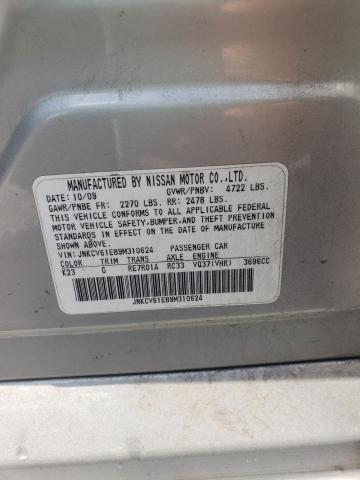 MANUFACTURED BY NISSAN MOTOR CO.,LTD.
DATE: 10/09 GVWR/PNBV: 4722 LBS.
GAWR/PNBE FR: 2270 LBS. RR: 2478 LBS.
THIS VEHICLE CONFORMS TO ALL APPLICABLE FEDERAL
MOTOR VEHICLE SAFETY,BUMPER,AND THEFT PREVENTION
STANDARDS IN EFFECT ON THE DATE OF MANUFACTURE
SHOWN ABOVE.
VIN: JNKCV61E89M310624 PASSENGER CAR
COLOR TRIM TRANS AXLE ENGINE
K23 G RE7R01A RC33 VQ37(VHR) 3696CC
JNKCV61E89M310624